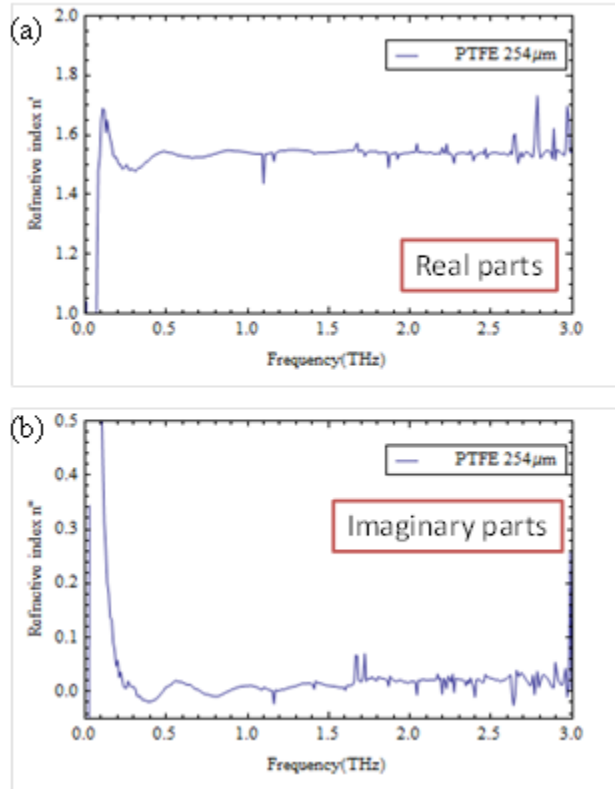 (a)
2.0
1.8
1.6
1.4
1.2
1.0
Refractive index n'
PTFE 254μm
Real parts
0.0 0.5 1.0 1.5 2.0 2.5 3.0
Frequency(THz)
(b)
0.5
0.4
0.3
0.2
0.1
0.0
Refractive index n"
PTFE 254μm
Imaginary parts
0.0 0.5 1.0 1.5 2.0 2.5 3.0
Frequency(THz)